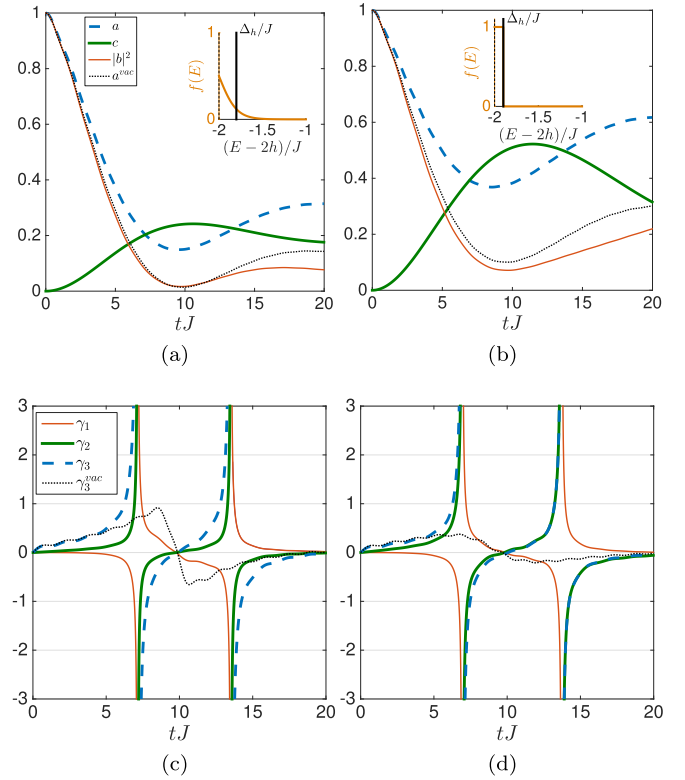 1
0.8
0.6
0.4
0.2
0
0 5 10 15 20
tJ
a
c
|b|²
a^{vac}
Δ_h/J
f(E)
1
0
-2 -1.5 -1
(E − 2h)/J
(a)
1
0.8
0.6
0.4
0.2
0
0 5 10 15 20
tJ
Δ_h/J
f(E)
1
0
-2 -1.5 -1
(E − 2h)/J
(b)
3
2
1
0
-1
-2
-3
0 5 10 15 20
tJ
γ₁
γ₂
γ₃
γ₃^{vac}
(c)
3
2
1
0
-1
-2
-3
0 5 10 15 20
tJ
(d)